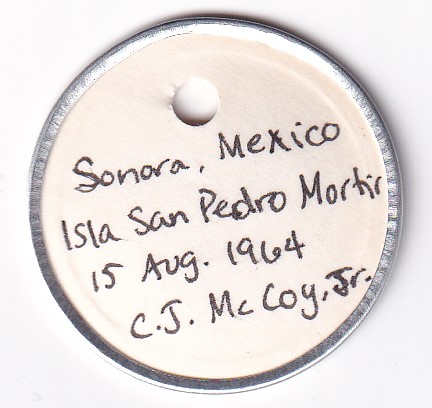 Sonora, Mexico
Isla San Pedro Mortir
15 Aug. 1964
C.J. McCoy, Jr.